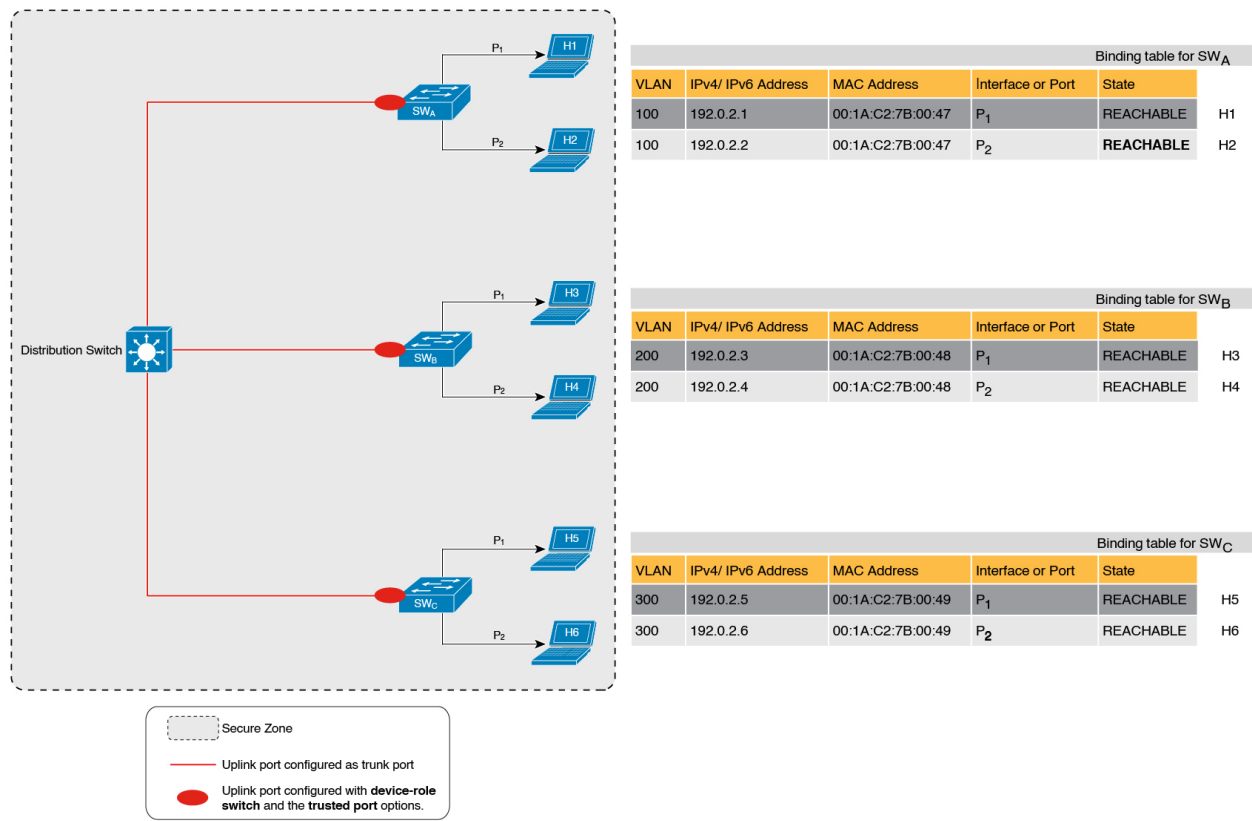 P1
H1
SWA
P2
H2
Binding table for SWA
VLAN IPv4/ IPv6 Address MAC Address Interface or Port State
100 192.0.2.1 00:1A:C2:7B:00:47 P1 REACHABLE H1
100 192.0.2.2 00:1A:C2:7B:00:47 P2 REACHABLE H2
Distribution Switch
P1
H3
SWB
P2
H4
Binding table for SWB
VLAN IPv4/ IPv6 Address MAC Address Interface or Port State
200 192.0.2.3 00:1A:C2:7B:00:48 P1 REACHABLE H3
200 192.0.2.4 00:1A:C2:7B:00:48 P2 REACHABLE H4
P1
H5
SWC
P2
H6
Binding table for SWC
VLAN IPv4/ IPv6 Address MAC Address Interface or Port State
300 192.0.2.5 00:1A:C2:7B:00:49 P1 REACHABLE H5
300 192.0.2.6 00:1A:C2:7B:00:49 P2 REACHABLE H6
Secure Zone
Uplink port configured as trunk port
Uplink port configured with device-role
switch and the trusted port options.